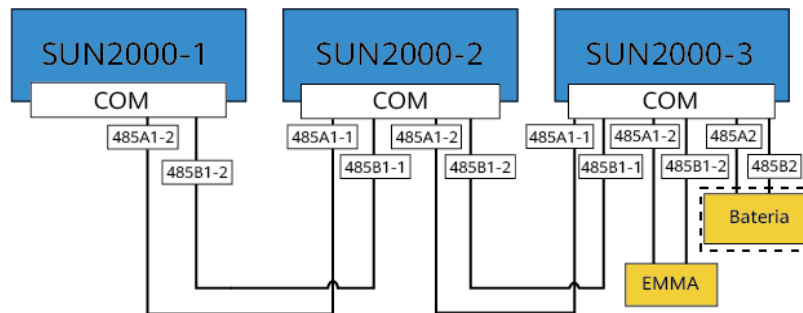 SUN2000-1
SUN2000-2
SUN2000-3
COM
COM
COM
485A1-2
485B1-2
485A1-1
485B1-1
485A1-2
485B1-2
485A1-1
485B1-1
485A1-2
485B1-2
485A2
485B2
Bateria
EMMA